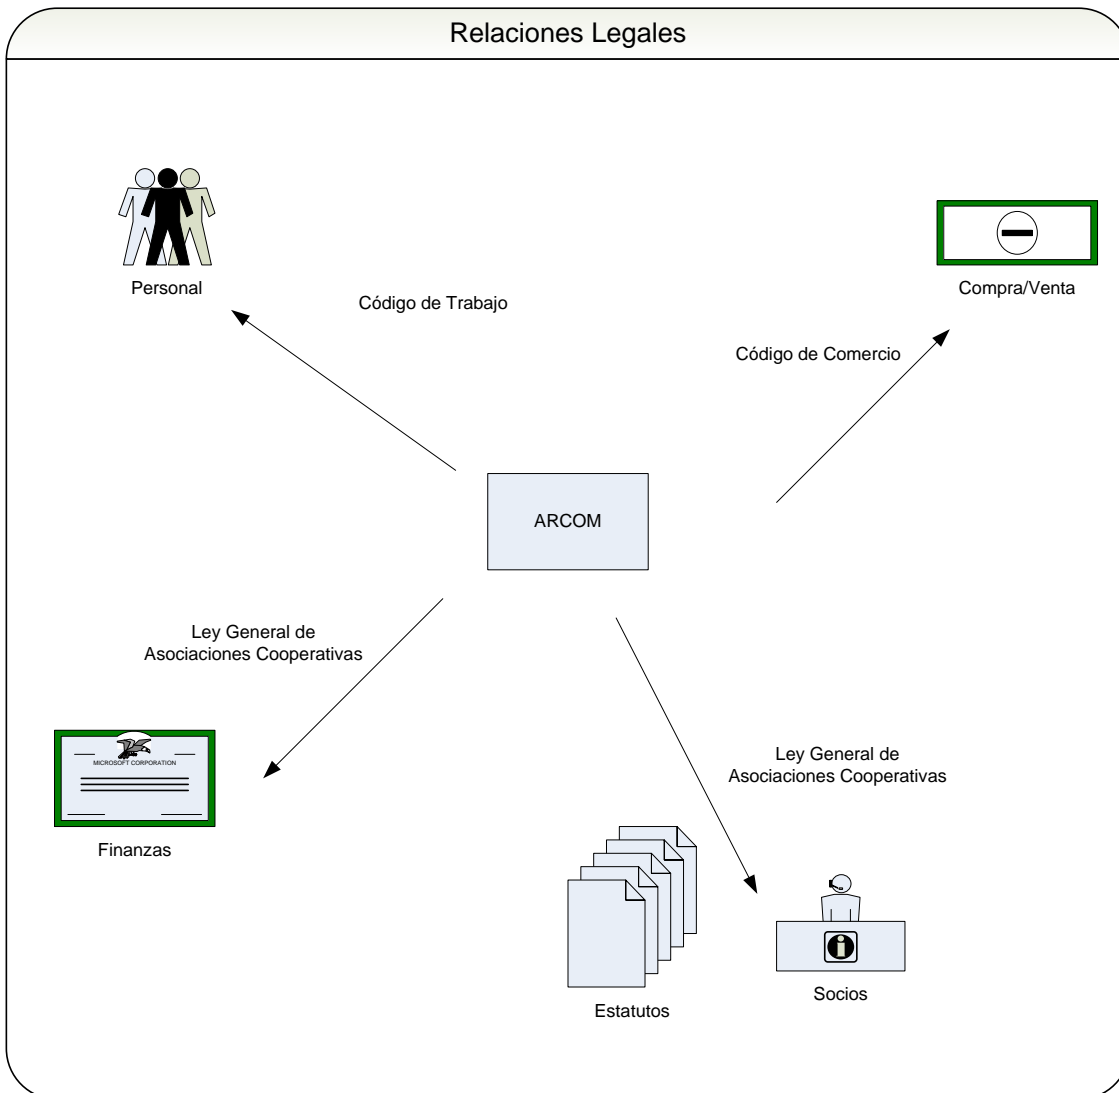 Relaciones Legales
Personal
Código de Trabajo
Compra/Venta
Código de Comercio
ARCOM
Ley General de
Asociaciones Cooperativas
MICROSOFT CORPORATION
Finanzas
Ley General de
Asociaciones Cooperativas
Estatutos
Socios